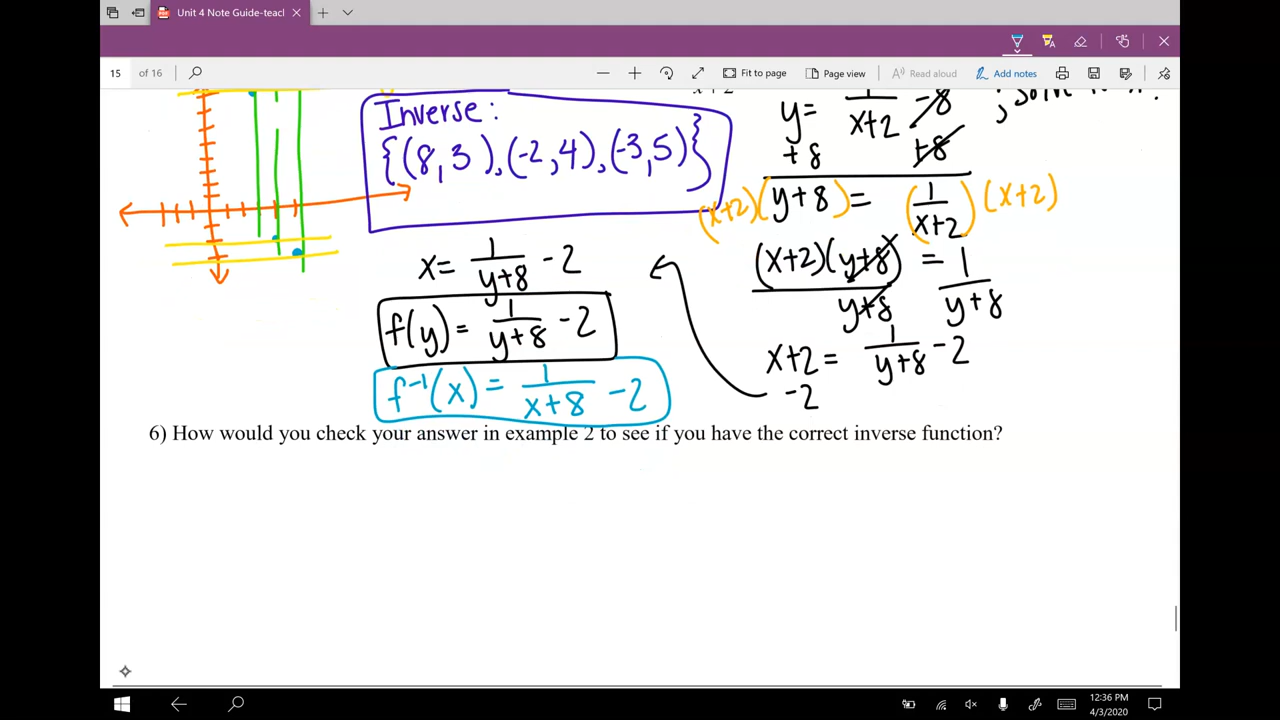 Unit 4 Note Guide-teacl
15 of 16
Fit to page
Page view
Read aloud
Add notes
Inverse:
{(8,3),(-2,4),(-3,5)}
y= 1/x+2 -8
+8 +8
(x+2)(y+8)= (1/x+2)(x+2)
(x+2)(y+8)/y+8 = 1/y+8
x+2= 1/y+8 -2
-2
x= 1/y+8 -2
f(y)= 1/y+8 -2
f⁻¹(x)= 1/x+8 -2
6) How would you check your answer in example 2 to see if you have the correct inverse function?
12:36 PM
4/3/2020